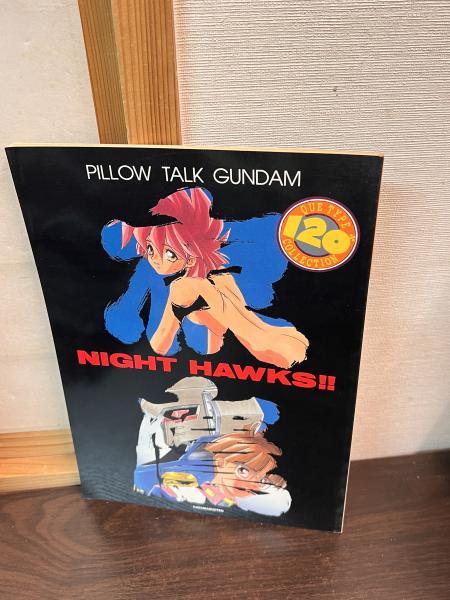 PILLOW TALK GUNDAM
QUE TYPE
120%
COLLECTION
NIGHT HAWKS!!